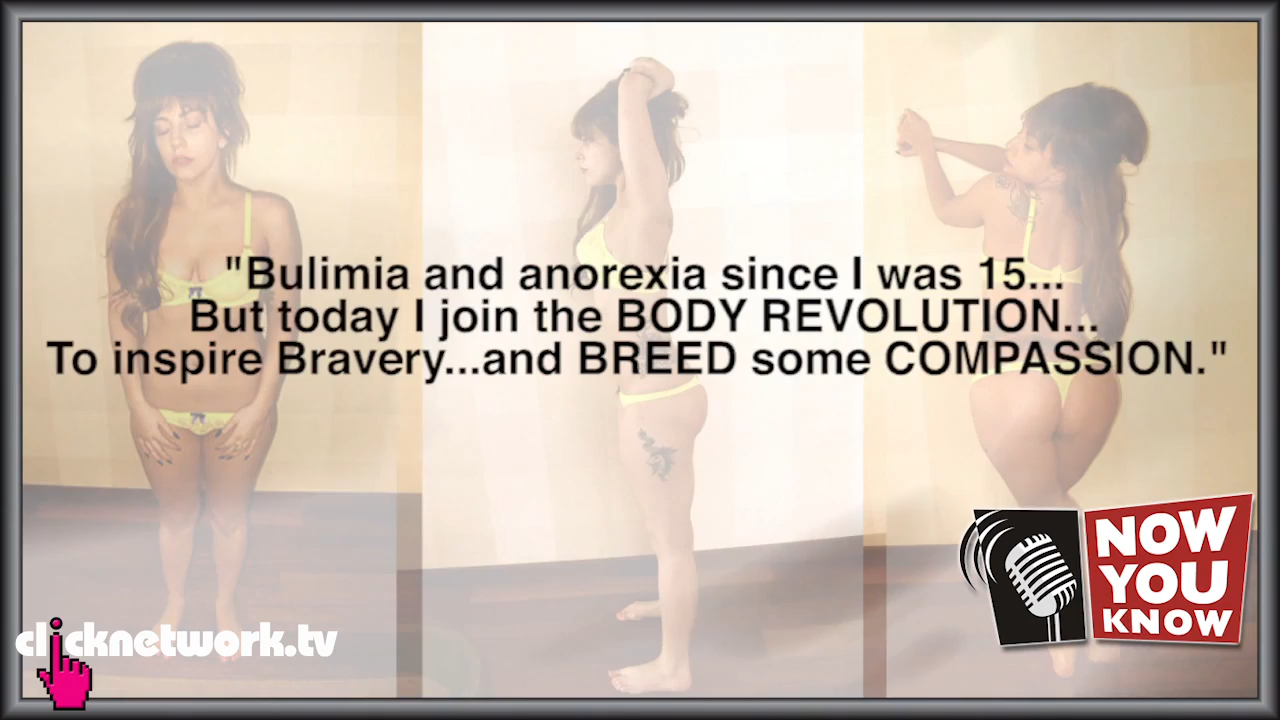 "Bulimia and anorexia since I was 15...
But today I join the BODY REVOLUTION...
To inspire Bravery...and BREED some COMPASSION."
NOW
YOU
KNOW
clicknetwork.tv